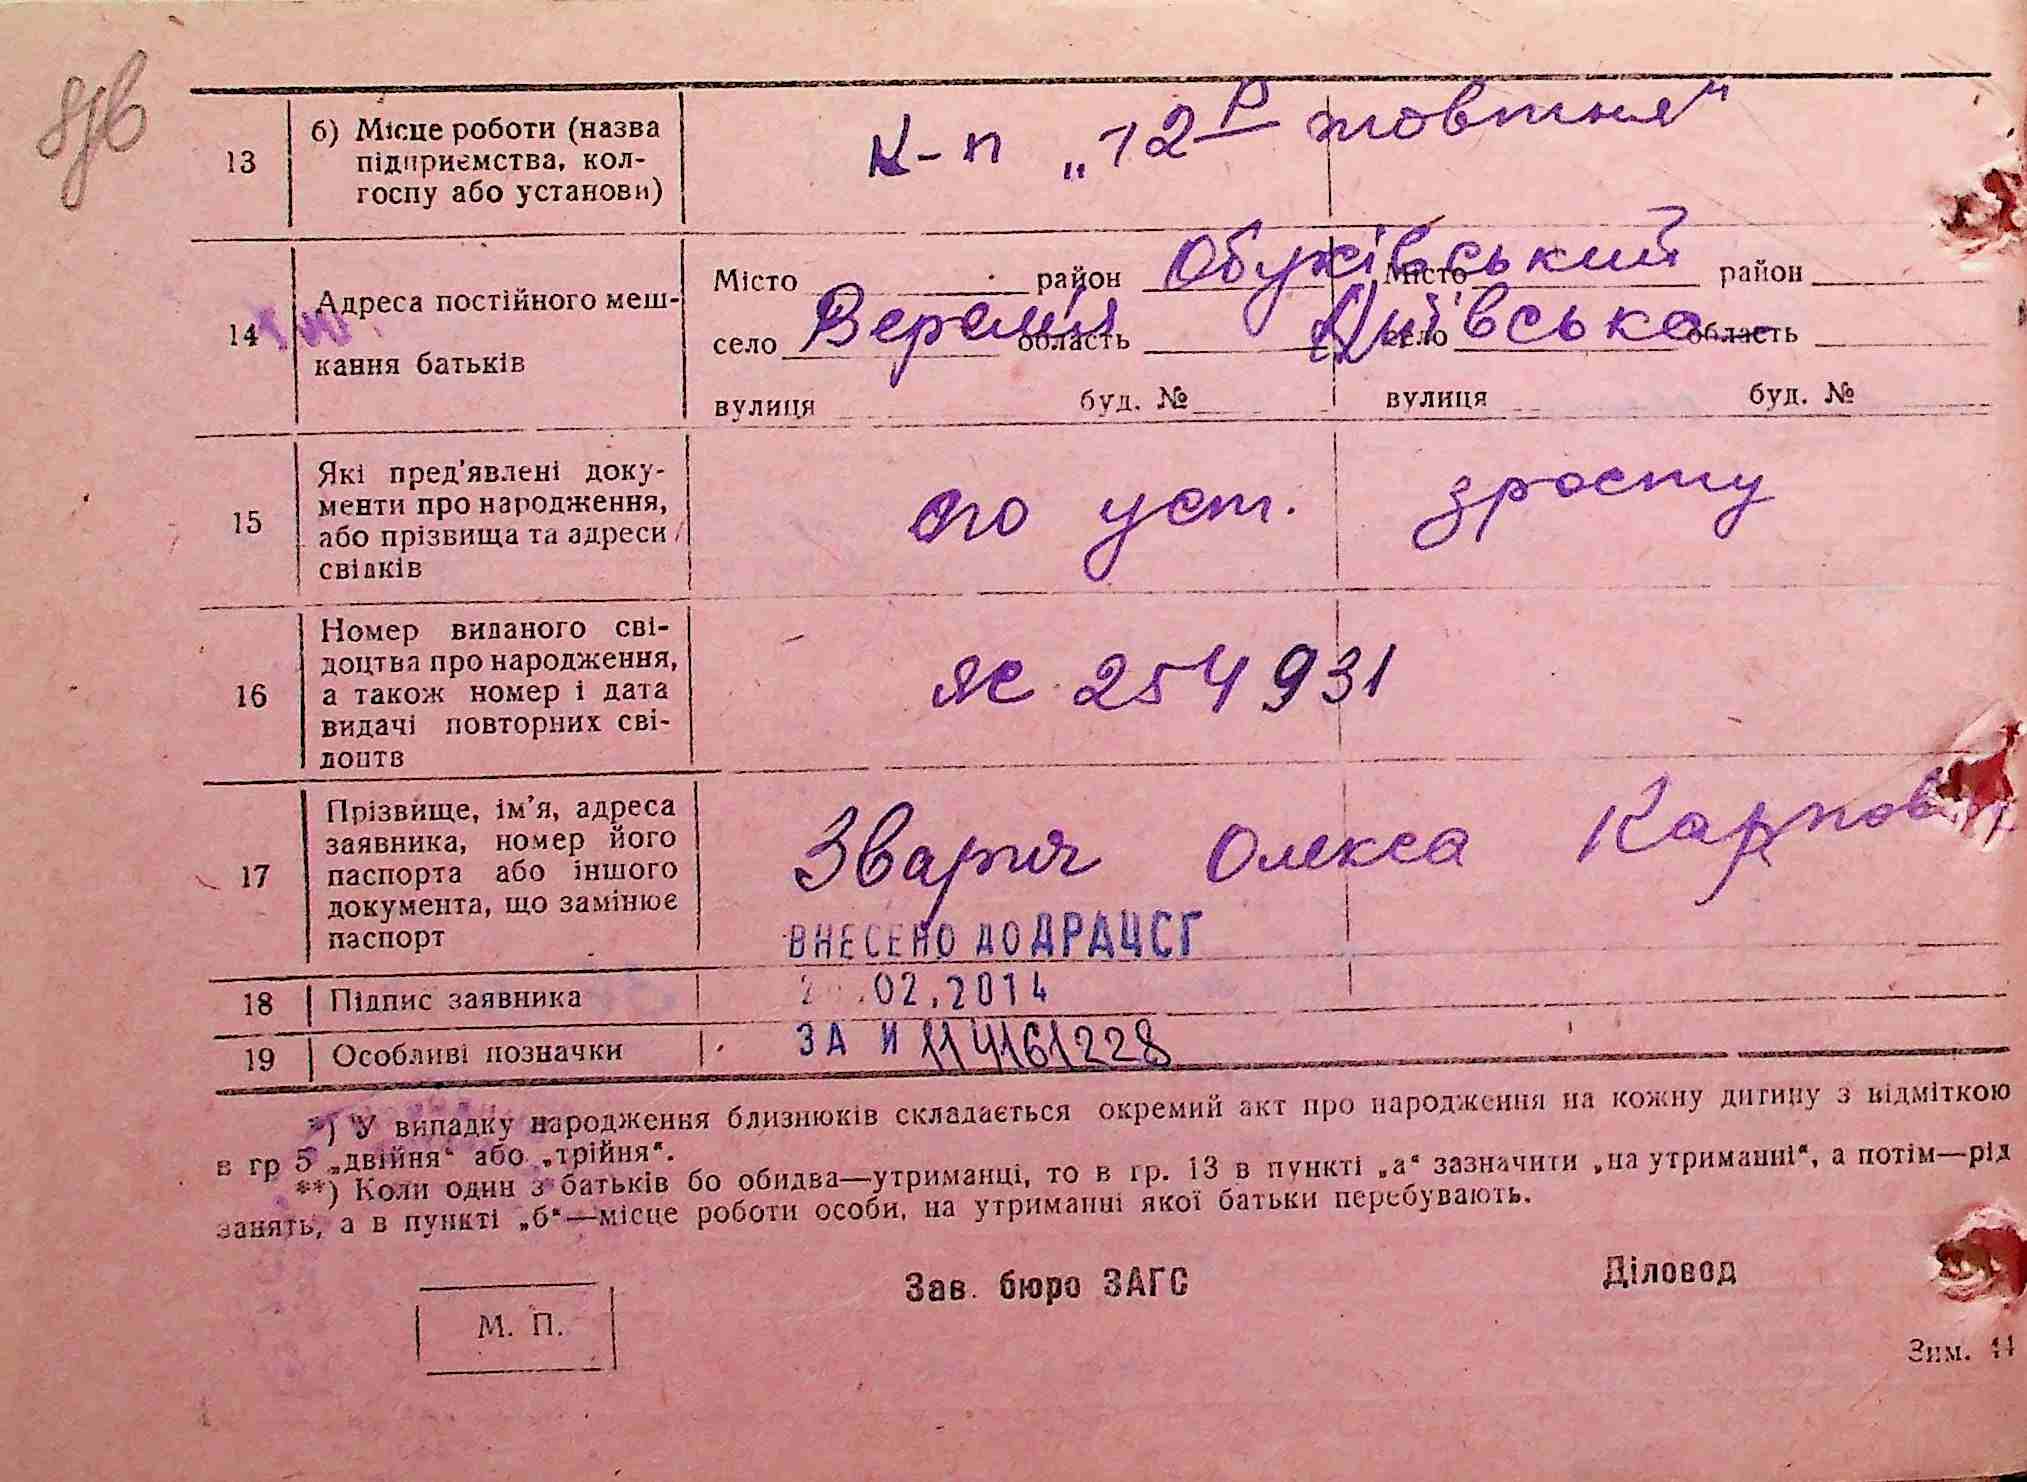 13
б) Місце роботи (назва
підприємства, кол-
госпу або установи)
К-п „12 Р жовтня“
14
Адреса постійного меш-
кання батьків
Місто район Обухівський Місто район
село Веремія область Київська село область
вулиця буд. № вулиця буд. №
15
Які пред'явлені доку-
менти про народження,
або прізвища та адреси
свідків
по уст. зросту
16
Номер виданого сві-
доцтва про народження,
а також номер і дата
видачі повторних сві-
доцтв
ЯЄ 254931
17
Прізвище, ім'я, адреса
заявника, номер його
паспорта або іншого
документа, що замінює
паспорт
Зварич Олекса
ВНЕСЕНО ДО ДРАЦСГ
18
Підпис заявника
.02.2014
19
Особливі позначки
ЗА И 114161228
*) У випадку народження близнюків складається окремий акт про народження на кожну дитину з відміткою
в гр 5 „двійня“ або „трійня“.
**) Коли один з батьків бо обидва—утриманці, то в гр. 13 в пункті „а“ зазначити „на утриманні“, а потім—рід
занять, а в пункті „б“—місце роботи особи, на утриманні якої батьки перебувають.
М. П.
Зав. бюро ЗАГС
Діловод
Зам. 44